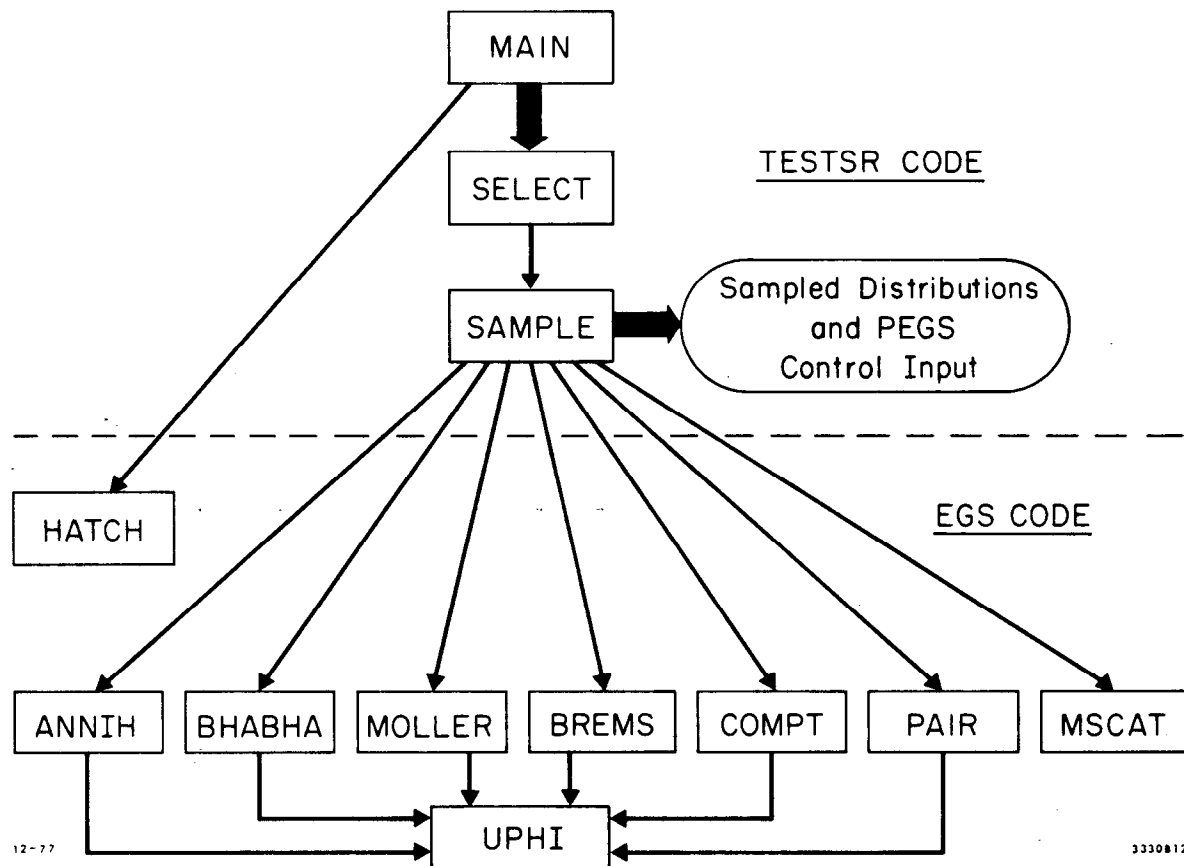 MAIN
SELECT
TESTSR CODE
SAMPLE
Sampled Distributions
and PEGS
Control Input
HATCH
EGS CODE
ANNIH
BHABHA
MOLLER
BREMS
COMPT
PAIR
MSCAT
UPHI
12-77
3330B12